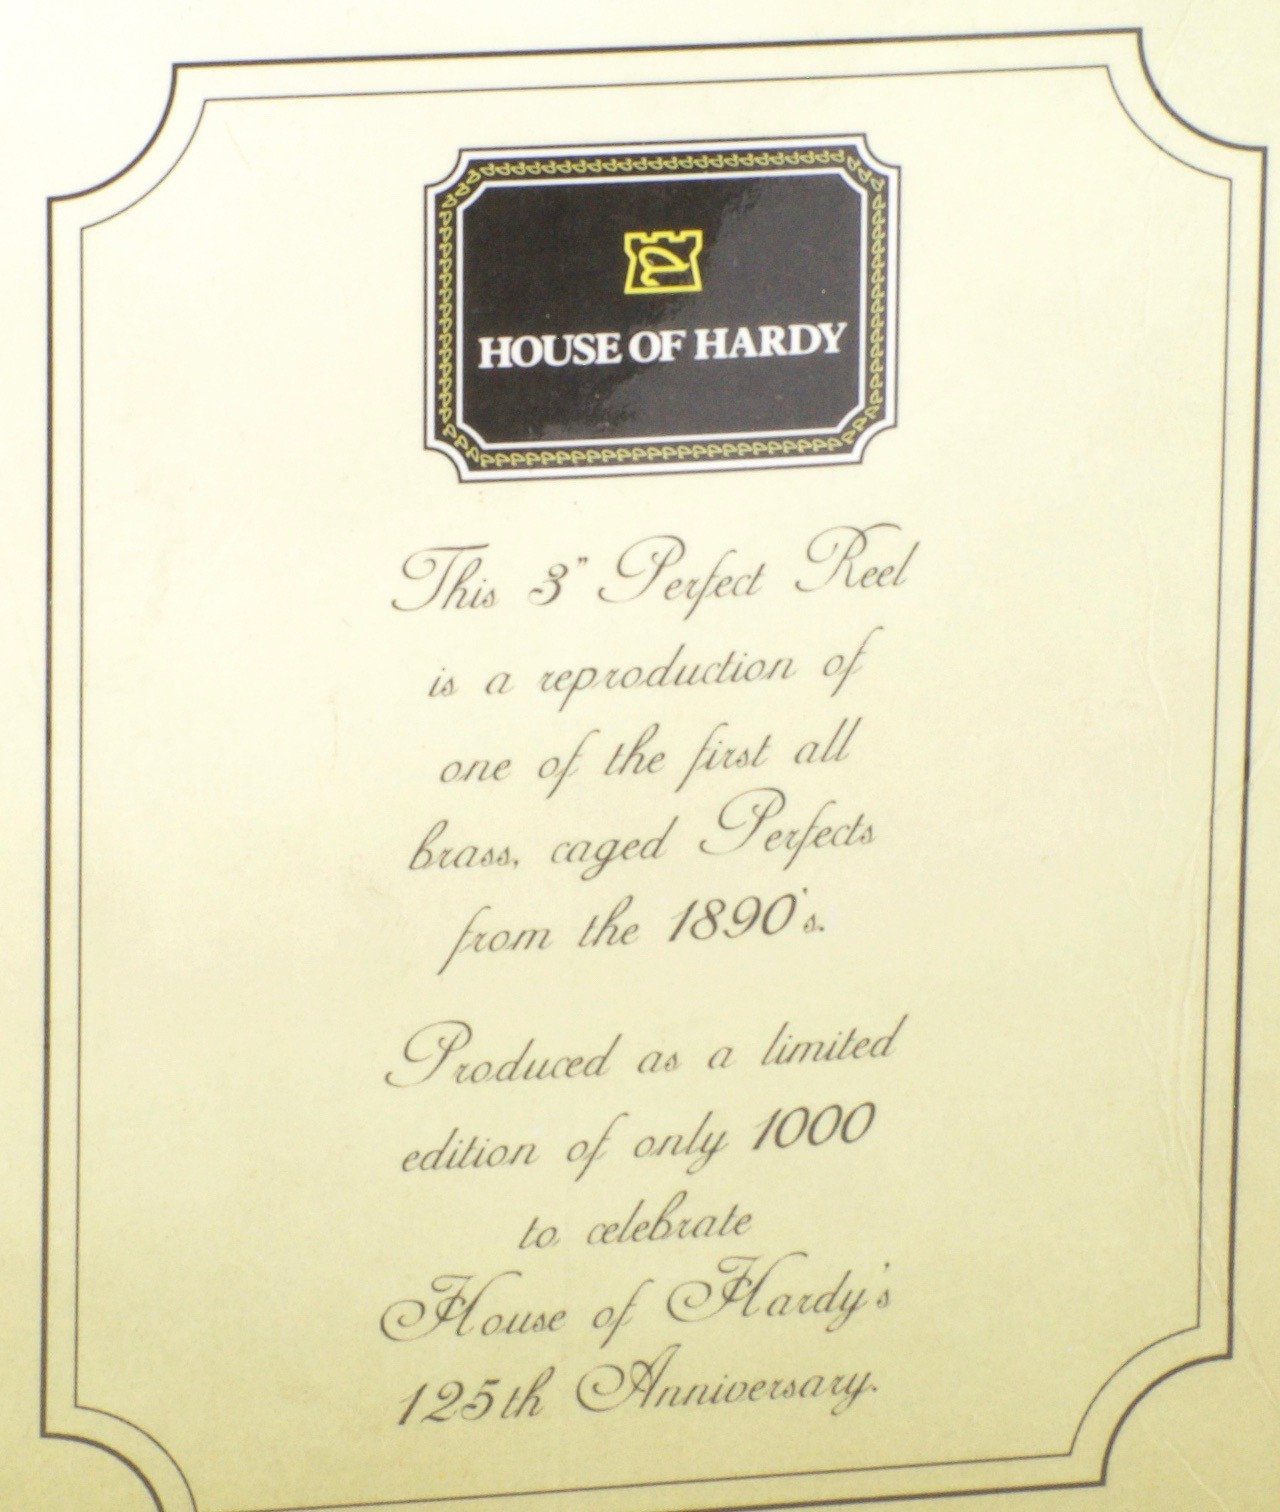 HOUSE OF HARDY
This 3" Perfect Reel
is a reproduction of
one of the first all
brass, caged Perfects
from the 1890's.
Produced as a limited
edition of only 1000
to celebrate
House of Hardy's
125th Anniversary.